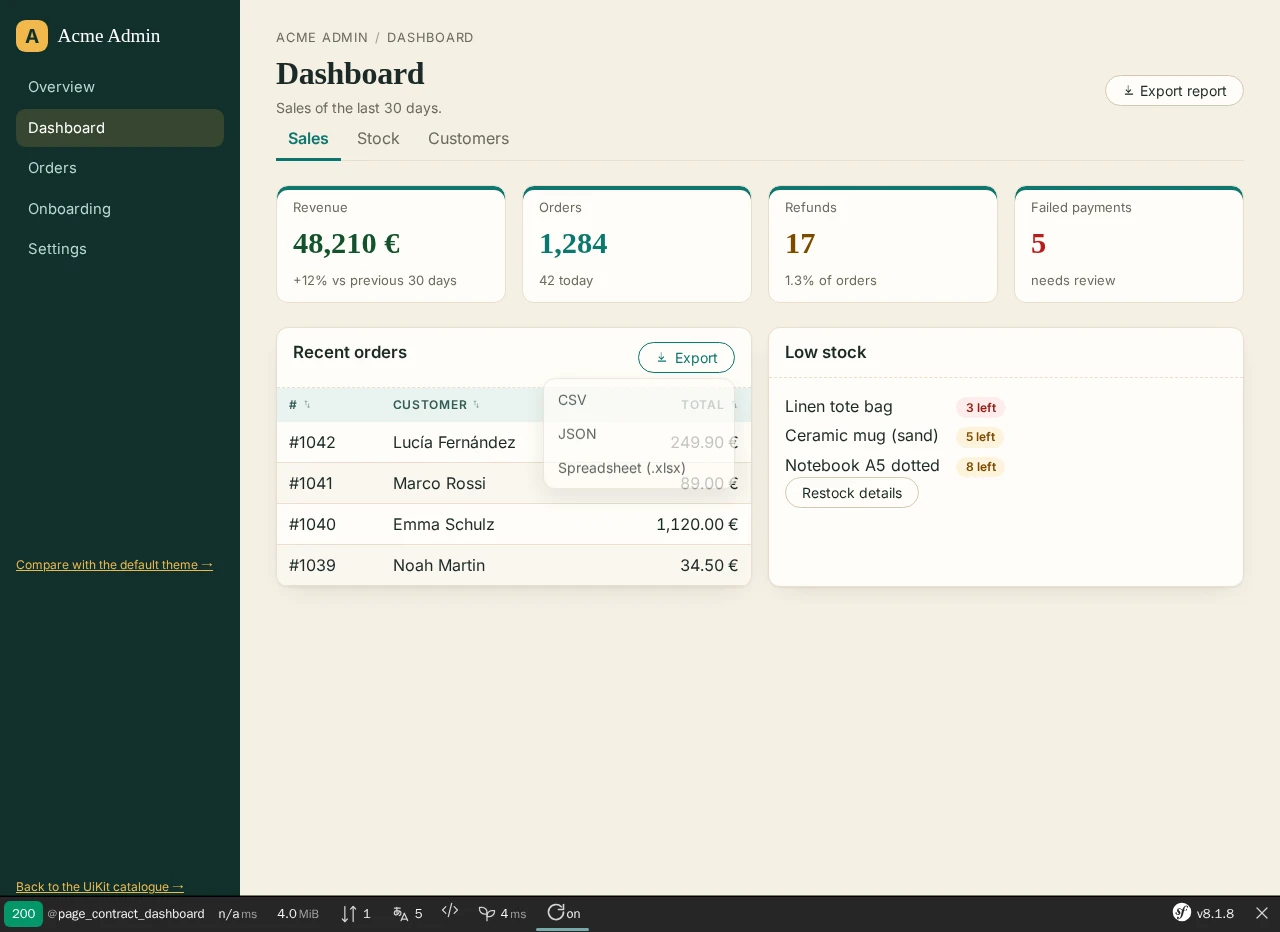 A Acme Admin
Overview
Dashboard
Orders
Onboarding
Settings
Compare with the default theme →
Back to the UiKit catalogue →
ACME ADMIN / DASHBOARD
Dashboard
Sales of the last 30 days.
Export report
Sales Stock Customers
Revenue
48,210 €
+12% vs previous 30 days
Orders
1,284
42 today
Refunds
17
1.3% of orders
Failed payments
5
needs review
Recent orders
Export
CSV
JSON
Spreadsheet (.xlsx)
# CUSTOMER TOTAL
#1042 Lucía Fernández 249.90 €
#1041 Marco Rossi 89.00 €
#1040 Emma Schulz 1,120.00 €
#1039 Noah Martin 34.50 €
Low stock
Linen tote bag 3 left
Ceramic mug (sand) 5 left
Notebook A5 dotted 8 left
Restock details
200 @page_contract_dashboard n/a ms 4.0 MiB 1 5 4 ms on v8.1.8